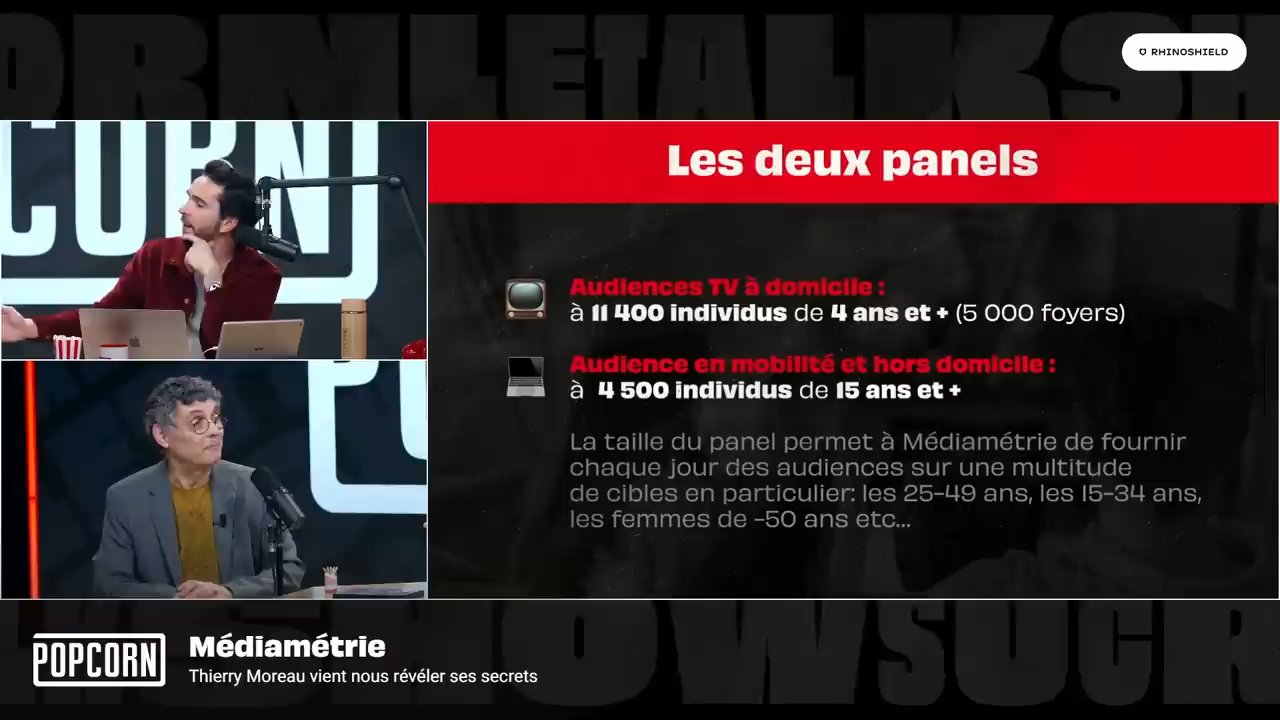 ORNLETALKSH
RHINOSHIELD
CORN
Les deux panels
Audiences TV à domicile :
à 11 400 individus de 4 ans et + (5 000 foyers)
Audience en mobilité et hors domicile :
à 4 500 individus de 15 ans et +
La taille du panel permet à Médiamétrie de fournir
chaque jour des audiences sur une multitude
de cibles en particulier: les 25-49 ans, les 15-34 ans,
les femmes de -50 ans etc...
SHOWSUCR
POPCORN
Médiamétrie
Thierry Moreau vient nous révéler ses secrets